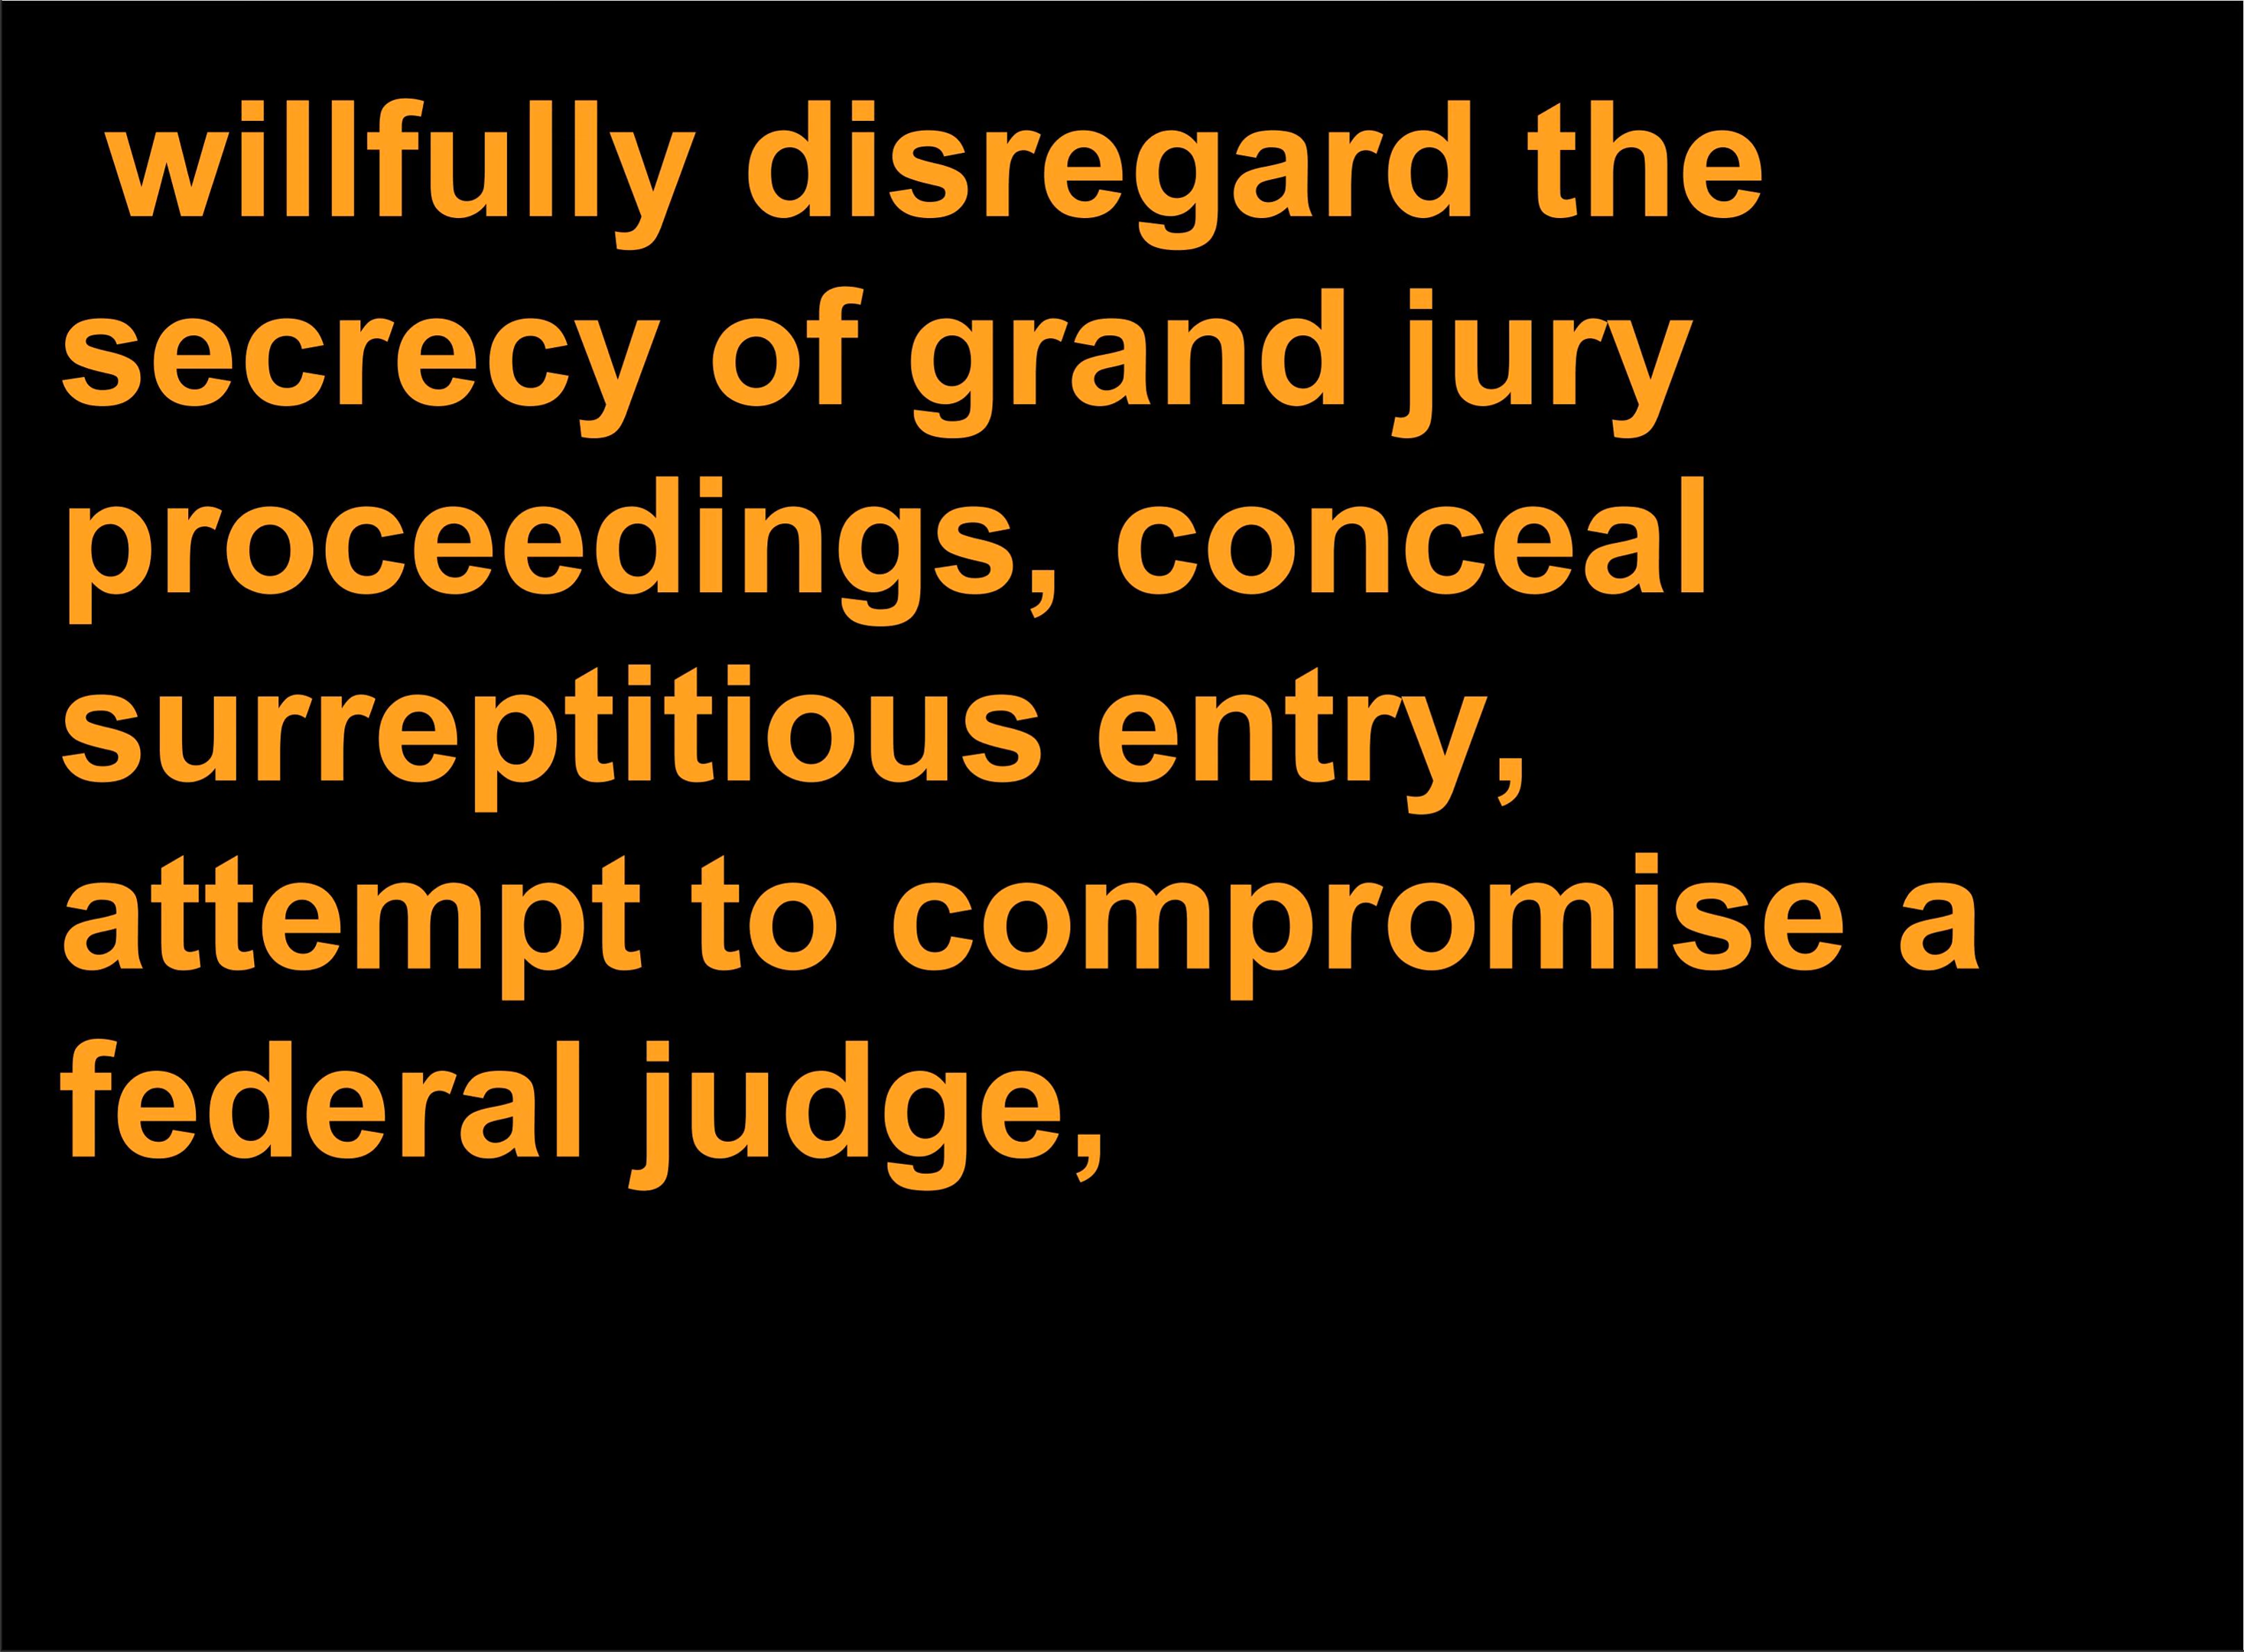 willfully disregard the
secrecy of grand jury
proceedings, conceal
surreptitious entry,
attempt to compromise a
federal judge,